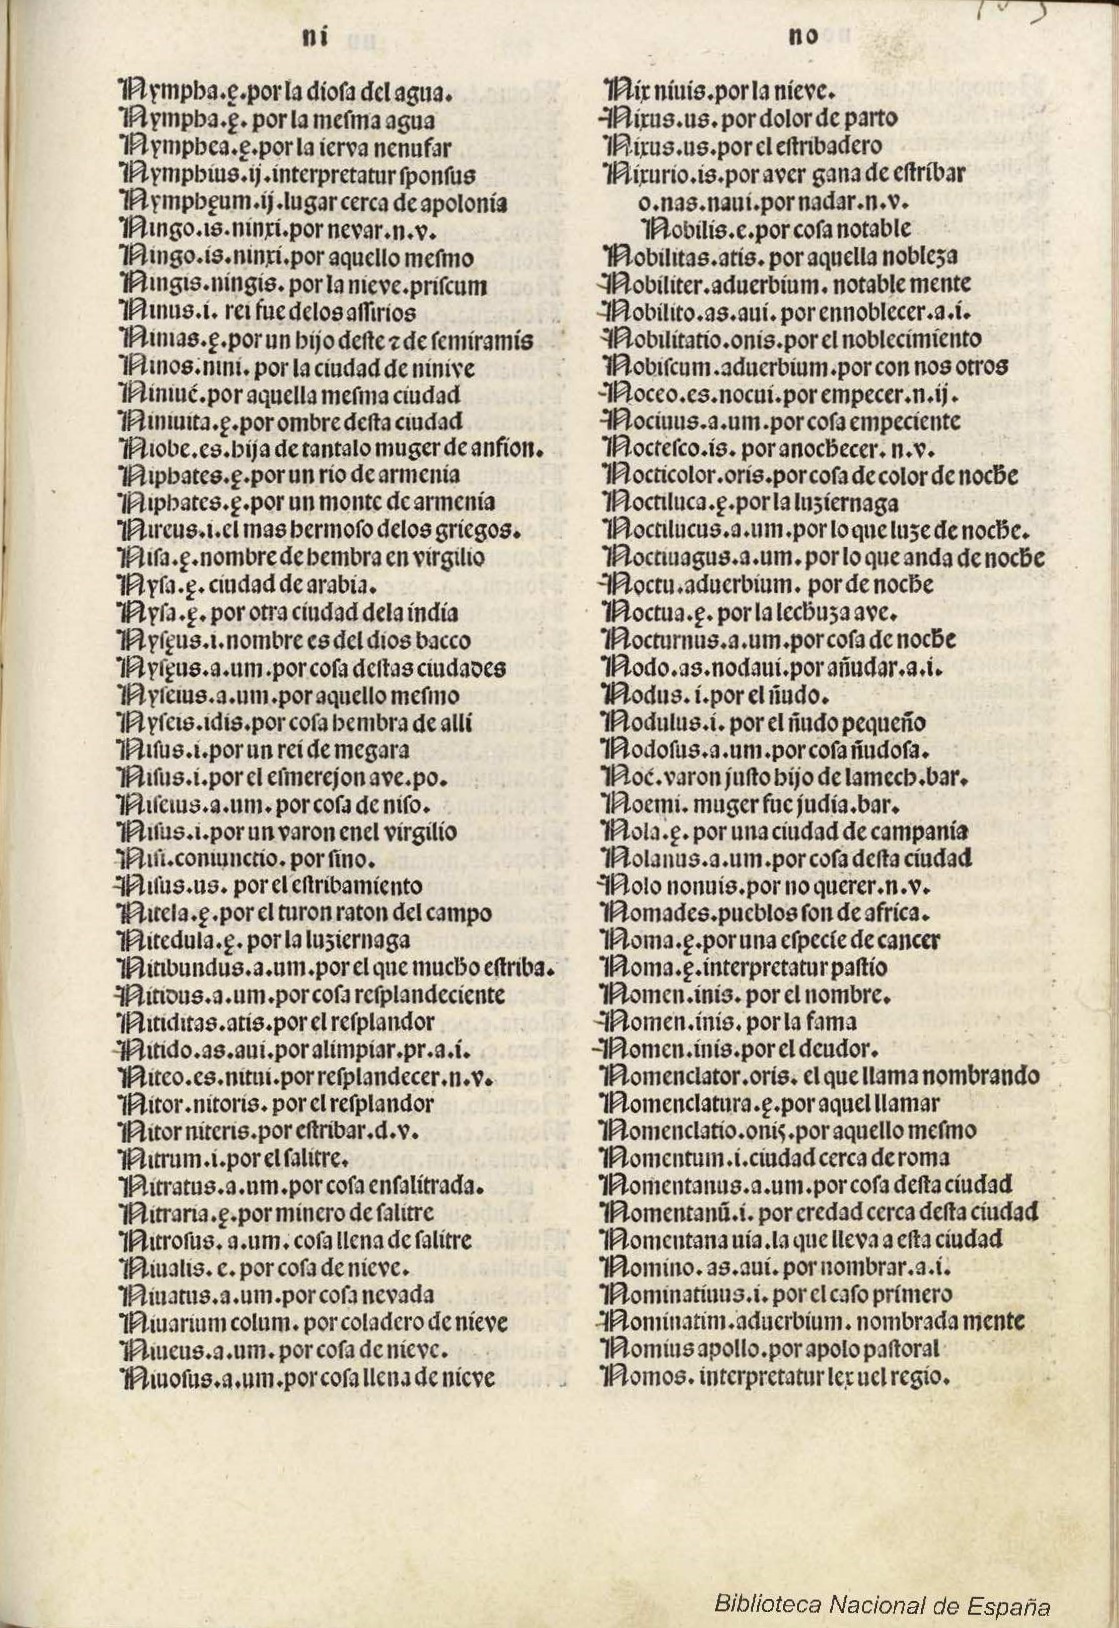 ni
Nympha.ę.por la diosa del agua.
Nympha.ę. por la mesma agua
Nymphea.ę.por la ierva nenufar
Nymphius.ij.interpretatur sponsus
Nymphęum.ij.lugar cerca de apolonia
Ningo.is.ninxi.por nevar.n.v.
Ningo.is.ninxi.por aquello mesmo
Ningis.ningis. por la nieve.priscum
Ninus.i. rei fue delos assirios
Ninias.ę.por un hijo deste ⁊ de semiramis
Ninos.nini. por la ciudad de ninive
Niniué.por aquella mesma ciudad
Niniuita.ę.por ombre desta ciudad
Niobe.es.hija de tantalo muger de anfion.
Niphates.ę.por un rio de armenia
Niphates.ę.por un monte de armenia
Nireus.i.el mas hermoso delos griegos.
Nisa.ę.nombre de hembra en virgilio
Nysa.ę. ciudad de arabia.
Nysa.ę. por otra ciudad dela india
Nysęus.i.nombre es del dios bacco
Nysęus.a.um.por cosa destas ciudades
Nyseius.a.um.por aquello mesmo
Nyseis.idis.por cosa hembra de alli
Nisus.i.por un rei de megara
Nisus.i.por el esmerejon ave.po.
Niseius.a.um.por cosa de niso.
Nisus.i.por un varon enel virgilio
Nisi.coniunctio. por sino.
Nisus.us. por el estribamiento
Nitela.ę.por el turon raton del campo
Nitedula.ę. por la luziernaga
Nitibundus.a.um.por el que mucho estriba.
Nitidus.a.um.por cosa resplandeciente
Nitiditas.atis.por el resplandor
Nitido.as.aui.por alimpiar.pr.a.i.
Niteo.es.nitui.por resplandecer.n.v.
Nitor.nitoris. por el resplandor
Nitor niteris.por estribar.d.v.
Nitrum.i.por el salitre.
Nitratus.a.um.por cosa ensalitrada.
Nitraria.ę.por minero de salitre
Nitrosus. a.um. cosa llena de salitre
Niualis. e. por cosa de nieve.
Niuatus.a.um.por cosa nevada
Niuarium colum. por coladero de nieve
Niueus.a.um. por cosa de nieve.
Niuosus.a.um.por cosa llena de nieve
no
Nix niuis.por la nieve.
Nixus.us. por dolor de parto
Nixus.us.por el estribadero
Nixurio.is.por aver gana de estribar
o.nas.naui.por nadar.n.v.
Nobilis.e.por cosa notable
Nobilitas.atis. por aquella nobleza
Nobiliter.aduerbium. notable mente
Nobilito.as.aui. por ennoblecer.a.i.
Nobilitatio.onis.por el noblecimiento
Nobiscum.aduerbium.por con nos otros
Noceo.es.nocui.por empecer.n.ij.
Nociuus.a.um.por cosa empeciente
Noctesco.is. por anochecer. n.v.
Nocticolor.oris.por cosa de color de noche
Noctiluca.ę.por la luziernaga
Noctilucus.a.um.por lo que luze de noche.
Noctiuagus.a.um.por lo que anda de noche
Noctu.aduerbium. por de noche
Noctua.ę. por la lechuza ave.
Nocturnus.a.um.por cosa de noche
Nodo.as.nodaui.por añudar.a.i.
Nodus. i.por el ñudo.
Nodulus.i. por el ñudo pequeño
Nodosus.a.um.por cosa ñudosa.
Noé.varon justo hijo de lamech.bar.
Noemi. muger fue judia.bar.
Nola.ę. por una ciudad de campania
Nolanus.a.um.por cosa desta ciudad
Nolo nonuis.por no querer.n.v.
Nomades.pueblos son de africa.
Noma.ę.por una especie de cancer
Noma.ę.interpretatur pastio
Nomen.inis. por el nombre.
Nomen.inis. por la fama
Nomen.inis.por el deudor.
Nomenclator.oris. el que llama nombrando
Nomenclatura.ę.por aquel llamar
Nomenclatio.onis.por aquello mesmo
Nomentum.i.ciudad cerca de roma
Nomentanus.a.um.por cosa desta ciudad
Nomentanū.i. por eredad cerca desta ciudad
Nomentana uia.la que lleva a esta ciudad
Nomino.as.aui. por nombrar.a.i.
Nominatiuus.i. por el caso primero
Nominatim.aduerbium. nombrada mente
Nomius apollo.por apolo pastoral
Nomos. interpretatur lex uel regio.
Biblioteca Nacional de España